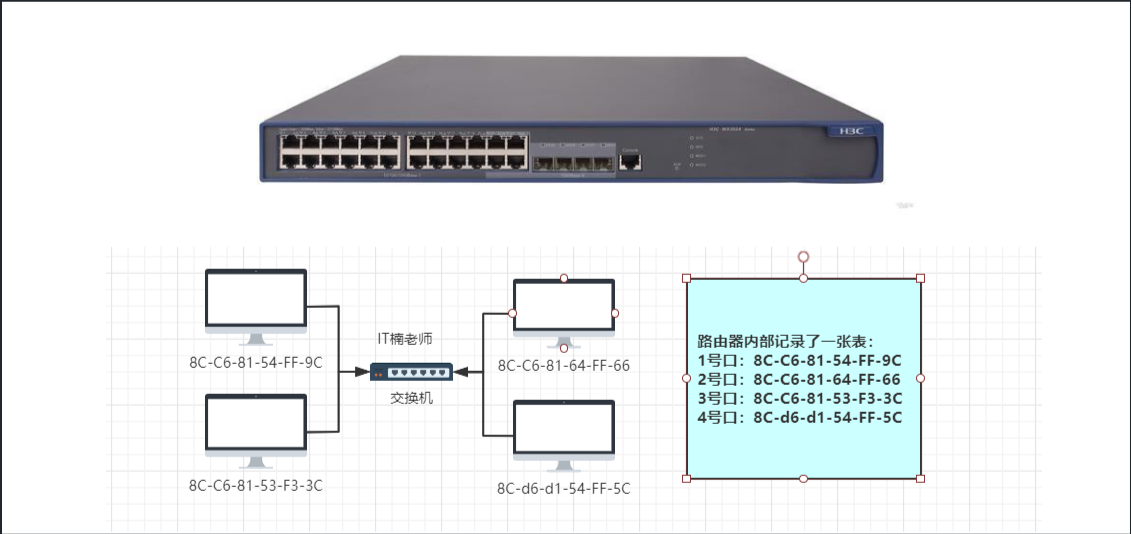 H3C
Console
IT楠老师
交换机
8C-C6-81-54-FF-9C
8C-C6-81-64-FF-66
8C-C6-81-53-F3-3C
8C-d6-d1-54-FF-5C
路由器内部记录了一张表：
1号口：8C-C6-81-54-FF-9C
2号口：8C-C6-81-64-FF-66
3号口：8C-C6-81-53-F3-3C
4号口：8C-d6-d1-54-FF-5C